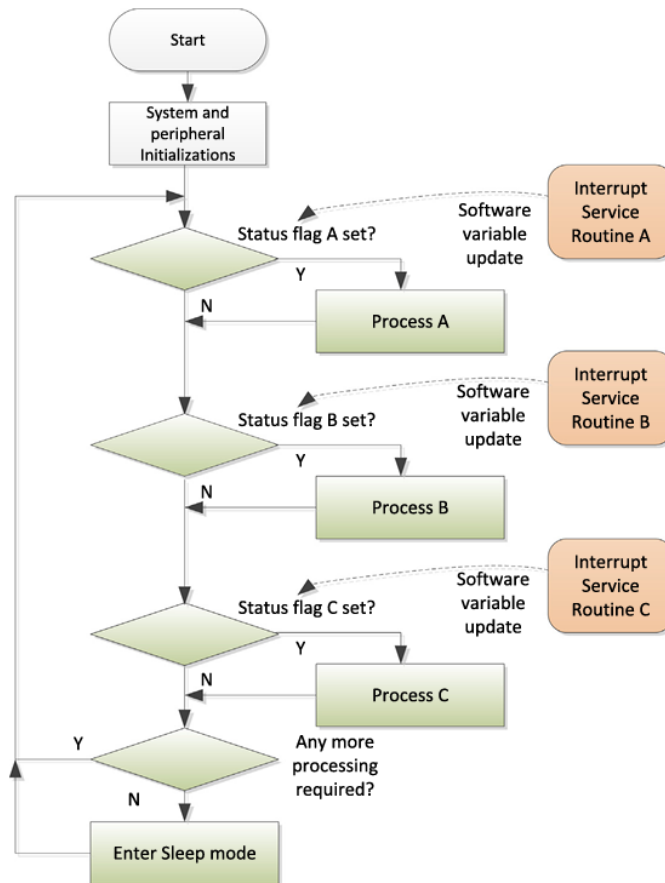 Start
System and
peripheral
Initializations
Interrupt
Service
Routine A
Software
variable
update
Status flag A set?
Y
N
Process A
Interrupt
Service
Routine B
Software
variable
update
Status flag B set?
Y
N
Process B
Interrupt
Service
Routine C
Software
variable
update
Status flag C set?
Y
N
Process C
Y
Any more
processing
required?
N
Enter Sleep mode